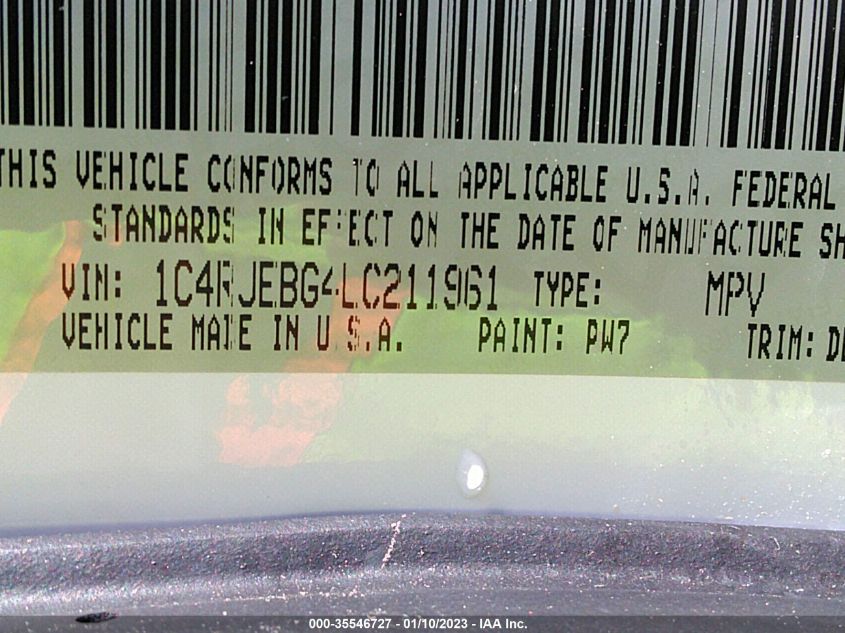 THIS VEHICLE CONFORMS TO ALL APPLICABLE U.S.A. FEDERAL
STANDARDS IN EFFECT ON THE DATE OF MANUFACTURE SH
VIN: 1C4RJEBG4LC211961 TYPE: MPV
VEHICLE MADE IN U.S.A. PAINT: PW7 TRIM:
000-35546727 - 01/10/2023 - IAA Inc.